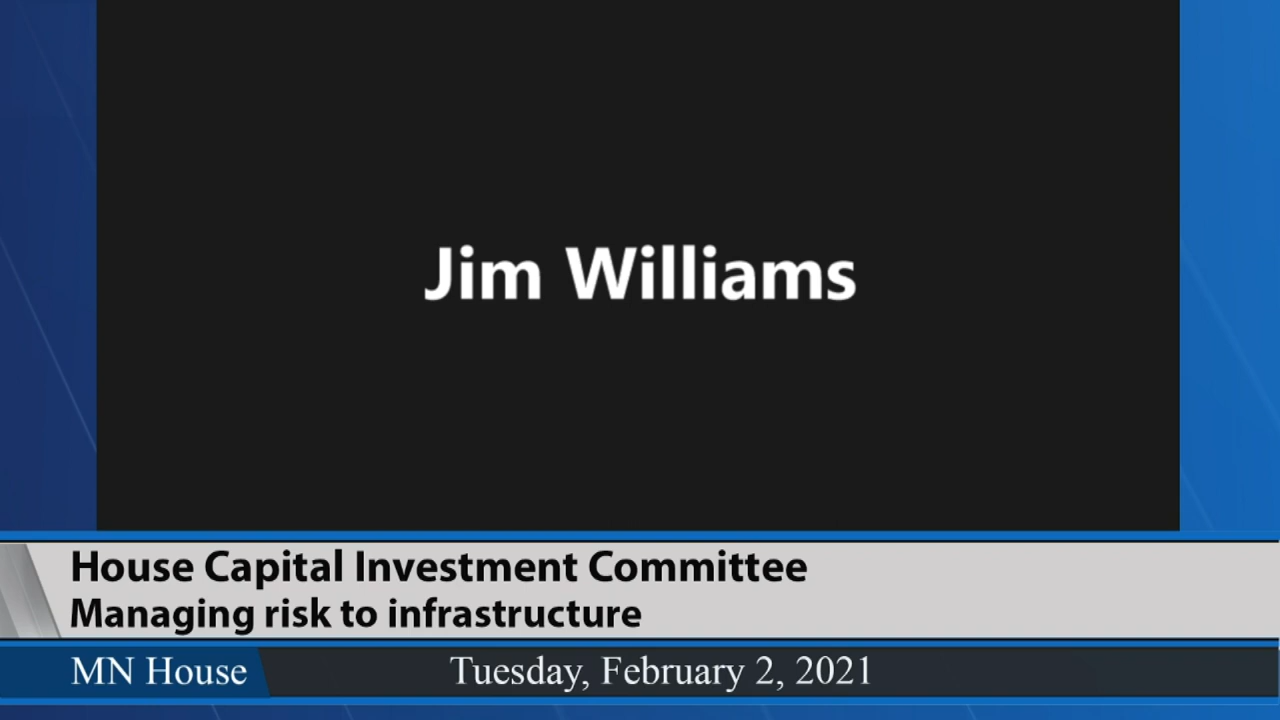 Jim Williams
House Capital Investment Committee
Managing risk to infrastructure
MN House
Tuesday, February 2, 2021